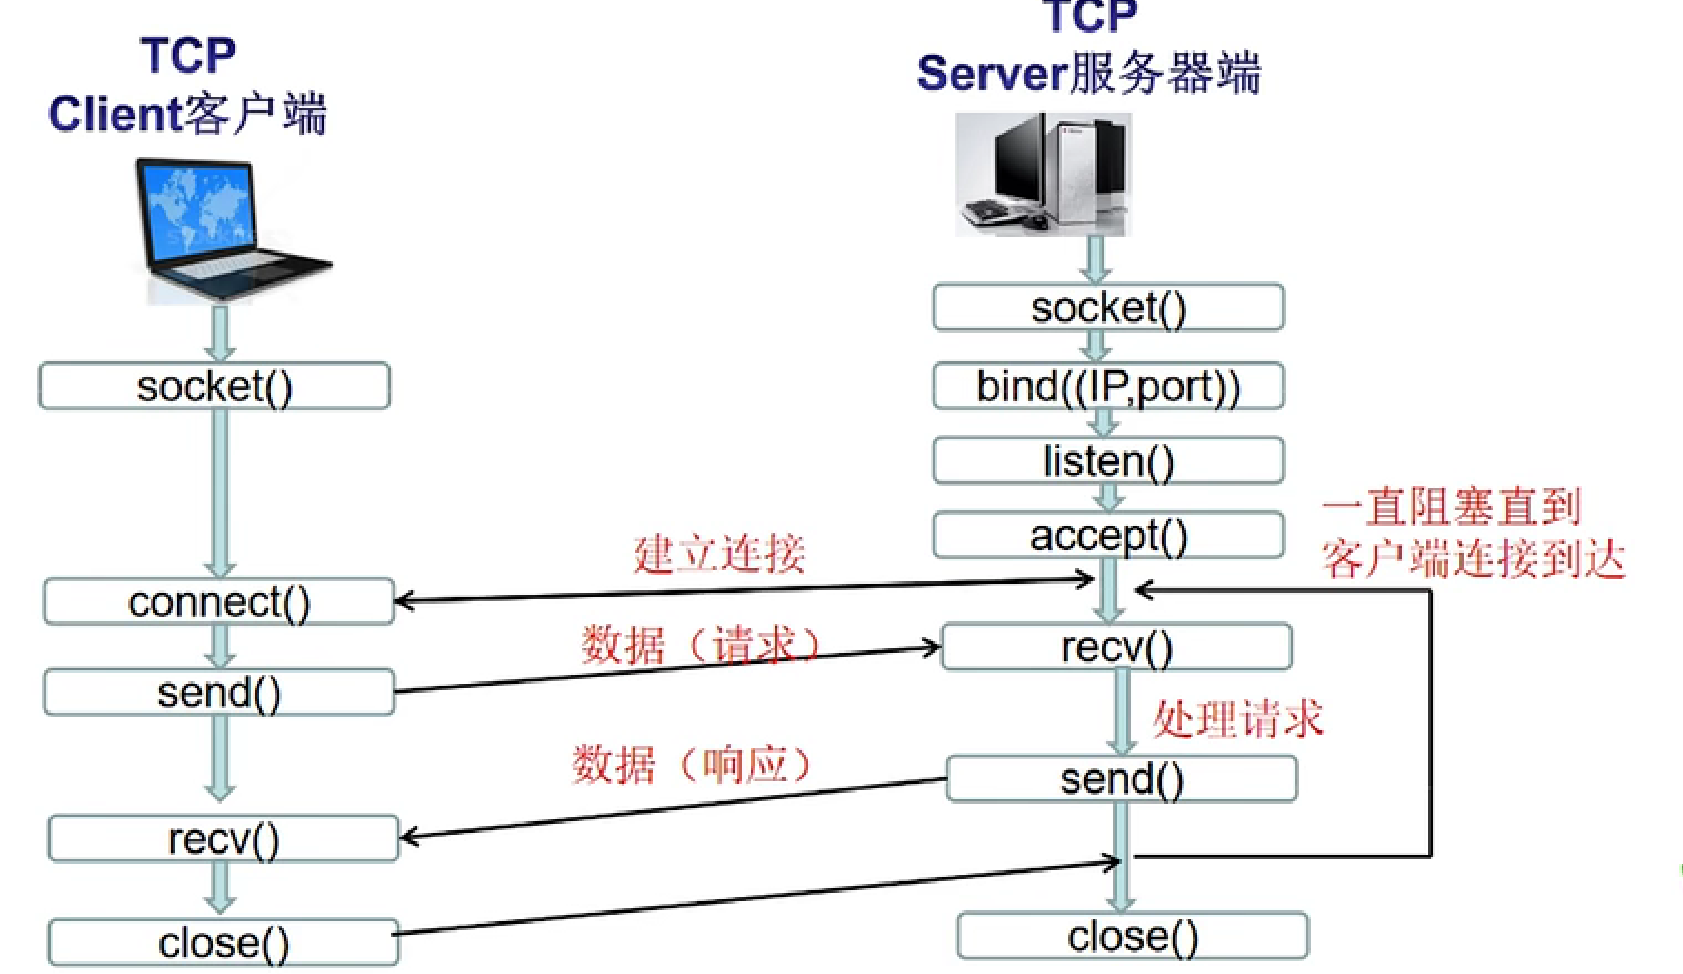 TCP
Client客户端
socket()
connect()
send()
recv()
close()
建立连接
数据（请求）
数据（响应）
TCP
Server服务器端
socket()
bind((IP,port))
listen()
accept()
一直阻塞直到
客户端连接到达
recv()
处理请求
send()
close()